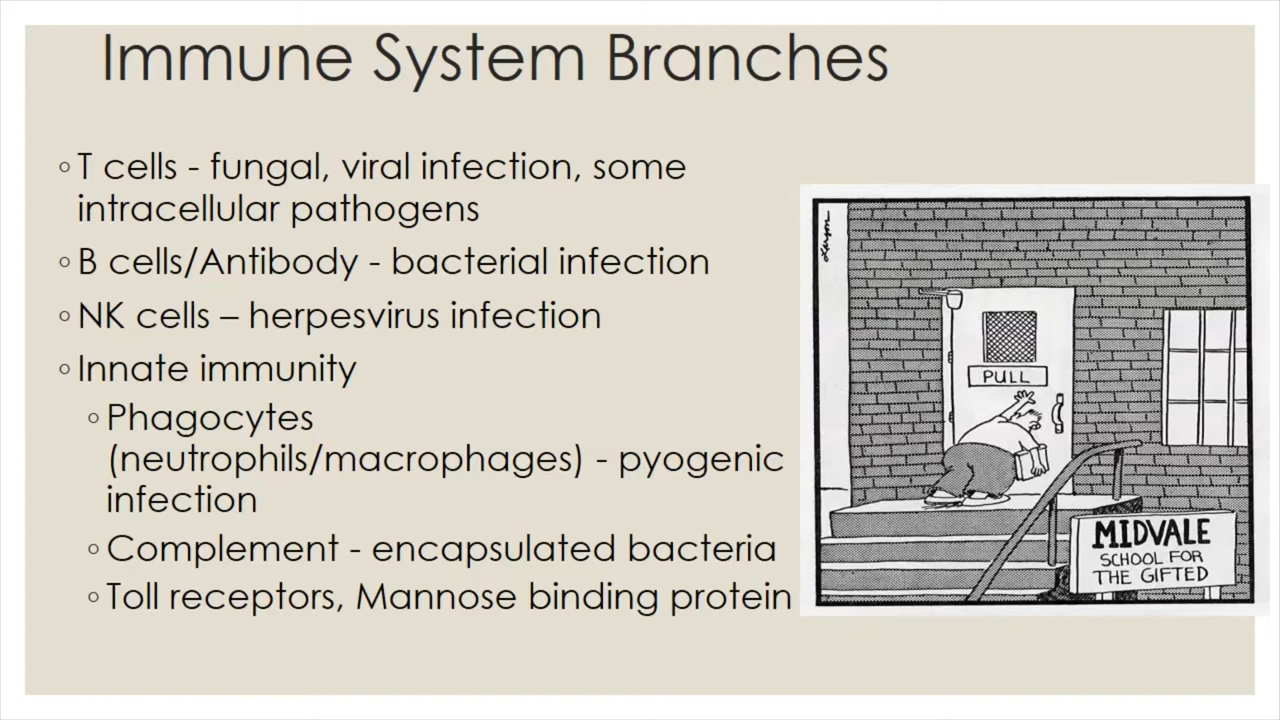 Immune System Branches
◦ T cells - fungal, viral infection, some
intracellular pathogens
◦ B cells/Antibody - bacterial infection
◦ NK cells – herpesvirus infection
◦ Innate immunity
◦ Phagocytes
(neutrophils/macrophages) - pyogenic
infection
◦ Complement - encapsulated bacteria
◦ Toll receptors, Mannose binding protein
Larson
PULL
MIDVALE
SCHOOL FOR
THE GIFTED